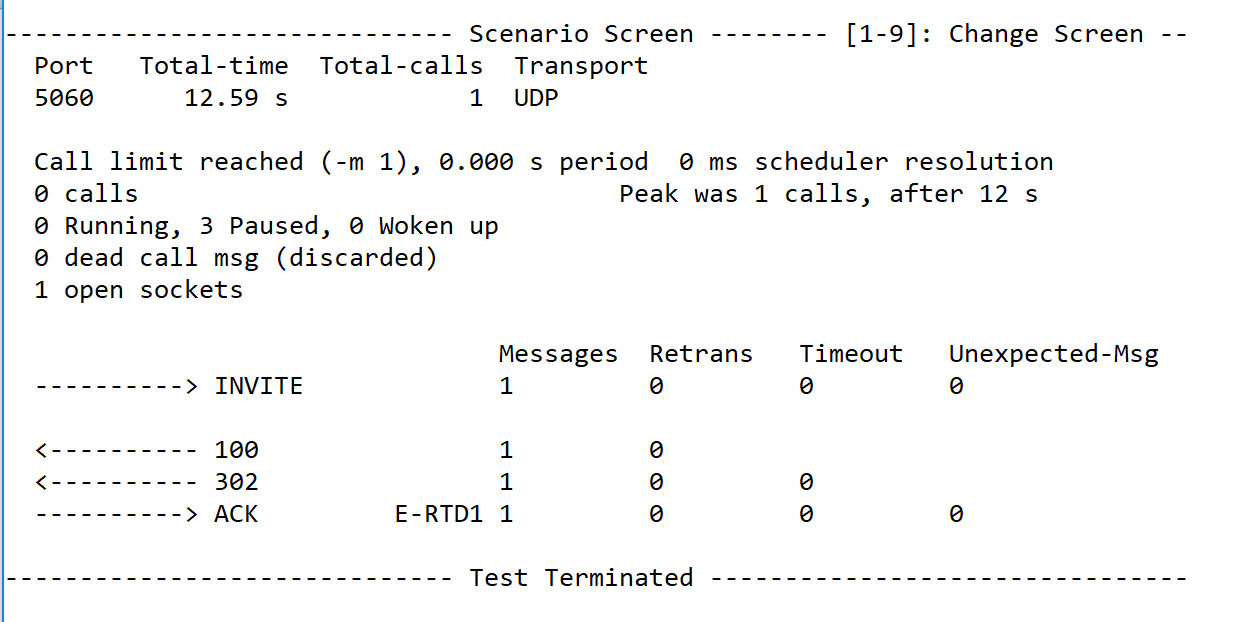 ------------------------------ Scenario Screen -------- [1-9]: Change Screen --
  Port   Total-time  Total-calls  Transport
  5060      12.59 s            1  UDP

  Call limit reached (-m 1), 0.000 s period  0 ms scheduler resolution
  0 calls                                Peak was 1 calls, after 12 s
  0 Running, 3 Paused, 0 Woken up
  0 dead call msg (discarded)
  1 open sockets

                                 Messages  Retrans   Timeout   Unexpected-Msg
  ----------> INVITE             1         0         0         0

  <---------- 100                1         0
  <---------- 302                1         0         0
  ----------> ACK         E-RTD1 1         0         0         0

------------------------------ Test Terminated --------------------------------